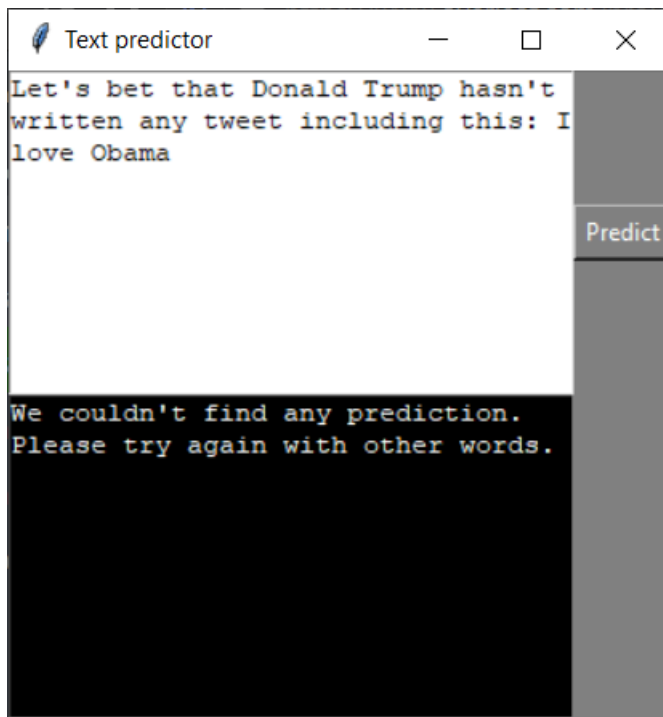 Text predictor
Let's bet that Donald Trump hasn't
written any tweet including this: I
love Obama
Predict
We couldn't find any prediction.
Please try again with other words.